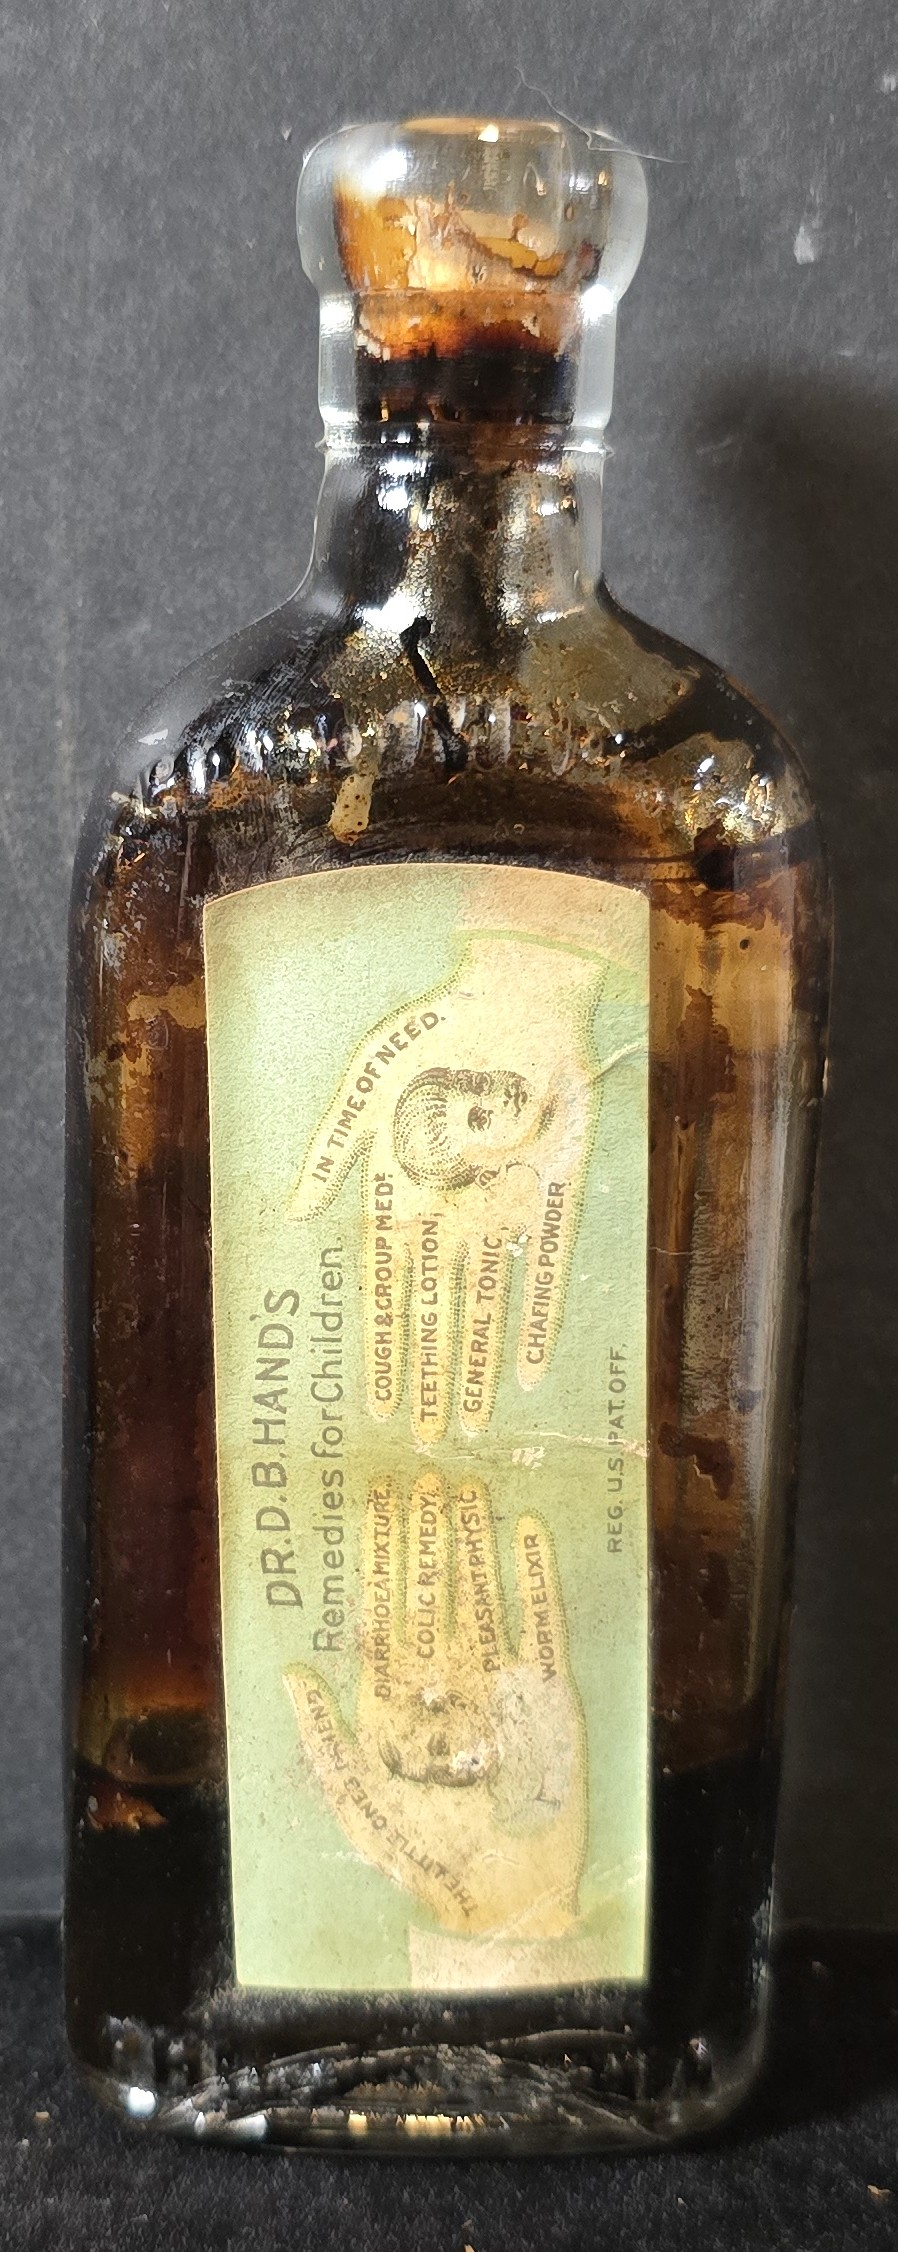 DR. D. B. HAND'S
Remedies for Children.
THE LITTLE ONES HAVEN.
DIARRHOEA MIXTURE.
COLIC REMEDY.
PLEASANT PHYSIC
WORM ELIXIR
IN TIME OF NEED.
COUGH & CROUP MED.
TEETHING LOTION,
GENERAL TONIC,
CHAFING POWDER
REG. U.S. PAT. OFF.